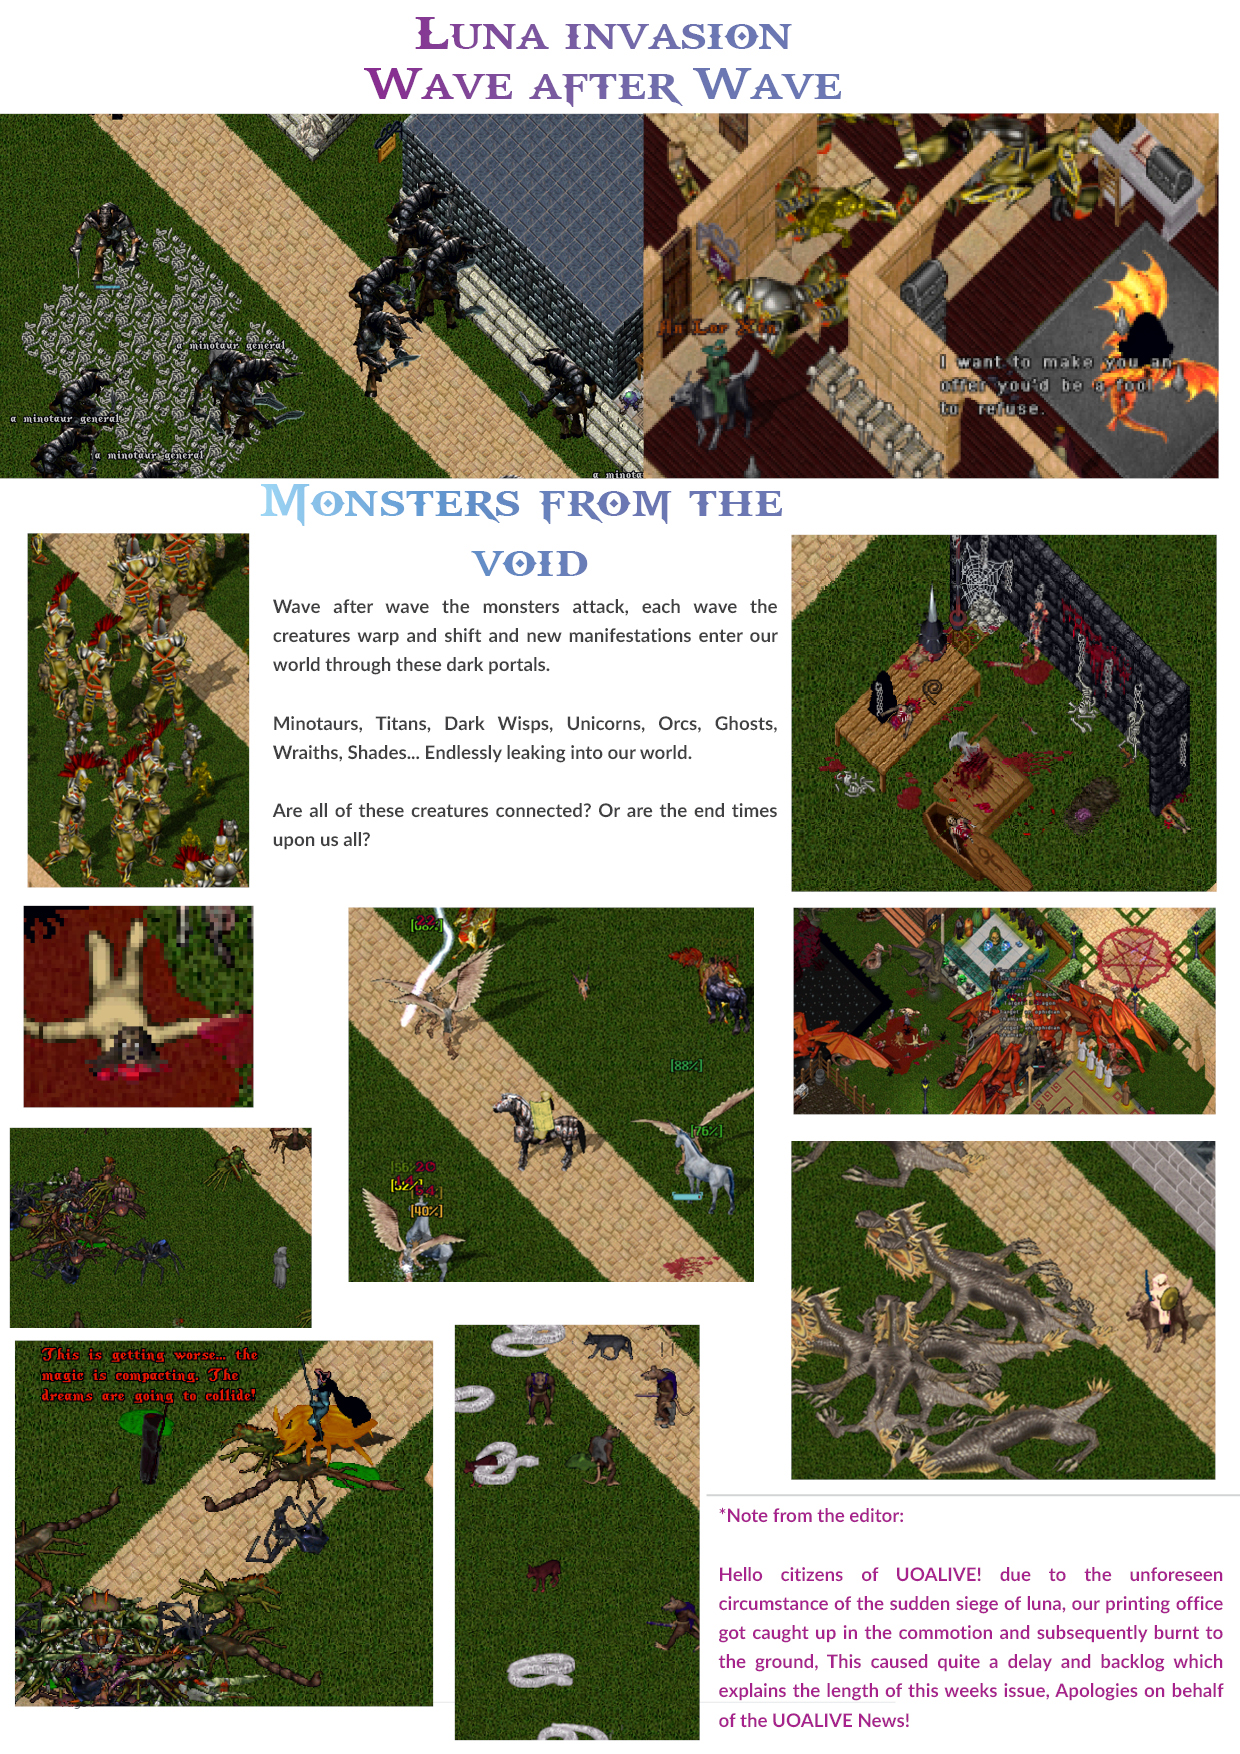 Luna invasion
Wave after Wave
a minotaur general
a minotaur general
a minotaur general
a minota
An Lor Xen
I want to make you an
offer you'd be a fool
to refuse.
Monsters from the
void
Wave after wave the monsters attack, each wave the
creatures warp and shift and new manifestations enter our
world through these dark portals.
Minotaurs, Titans, Dark Wisps, Unicorns, Orcs, Ghosts,
Wraiths, Shades... Endlessly leaking into our world.
Are all of these creatures connected? Or are the end times
upon us all?
[88%]
[76%]
[40%]
This is getting worse... the
magic is compacting. The
dreams are going to collide!
*Note from the editor:
Hello citizens of UOALIVE! due to the unforeseen
circumstance of the sudden siege of luna, our printing office
got caught up in the commotion and subsequently burnt to
the ground, This caused quite a delay and backlog which
explains the length of this weeks issue, Apologies on behalf
of the UOALIVE News!